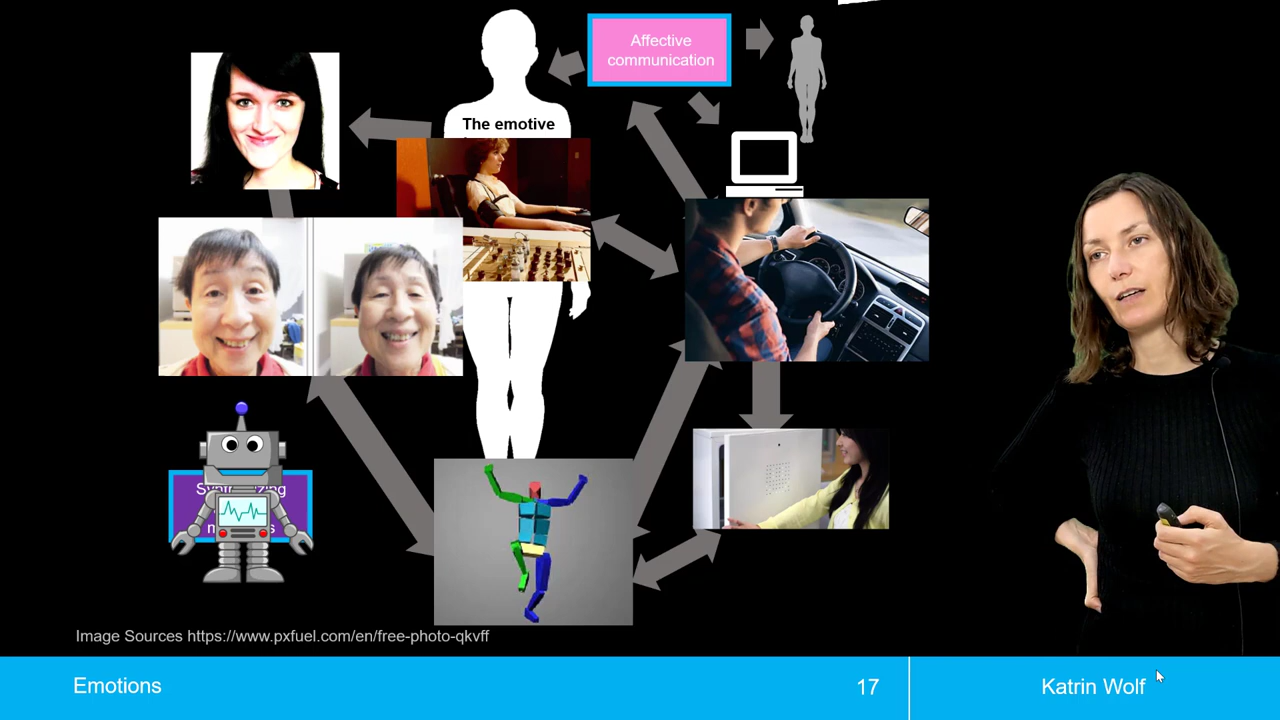 Affective
communication
The emotive
Image Sources https://www.pxfuel.com/en/free-photo-qkvff
Emotions
17
Katrin Wolf